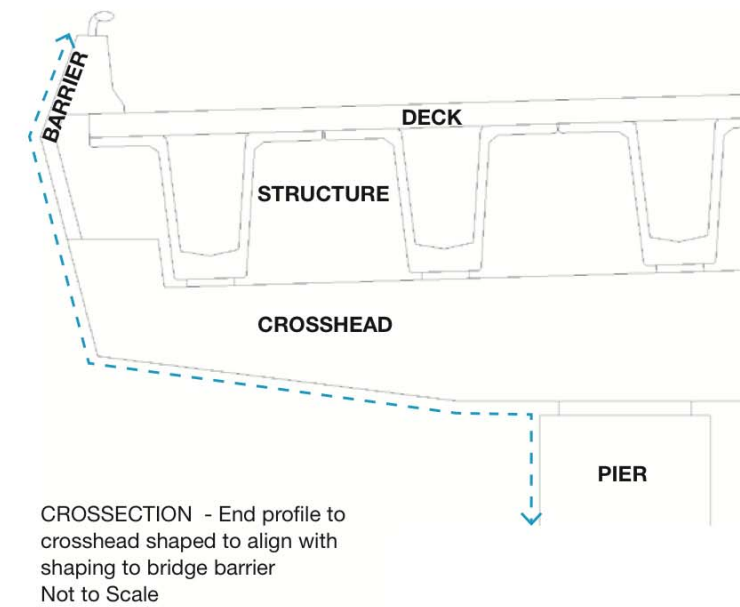 BARRIER
DECK
STRUCTURE
CROSSHEAD
PIER
CROSSECTION - End profile to
crosshead shaped to align with
shaping to bridge barrier
Not to Scale